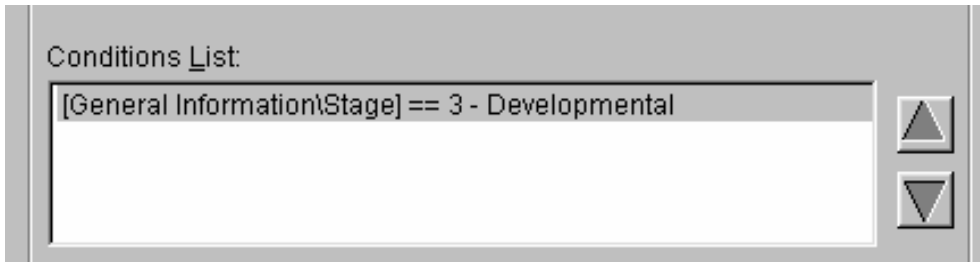 Conditions List:
[General Information\Stage] == 3 - Developmental